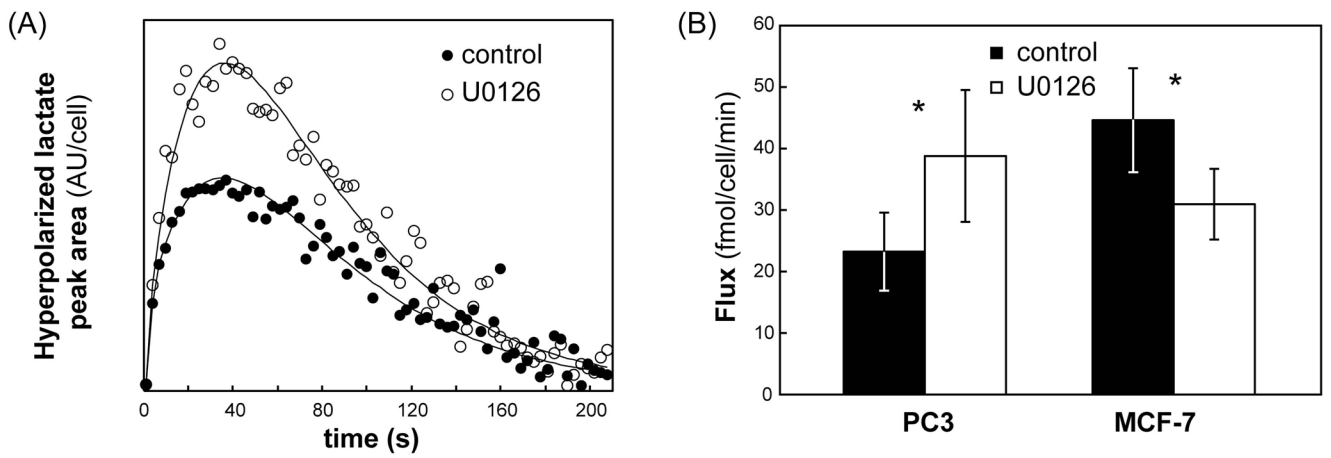 (A)
Hyperpolarized lactate
peak area (AU/cell)
control
U0126
0 40 80 120 160 200
time (s)
(B)
Flux (fmol/cell/min)
60
50
40
30
20
10
0
control
U0126
* *
PC3 MCF-7